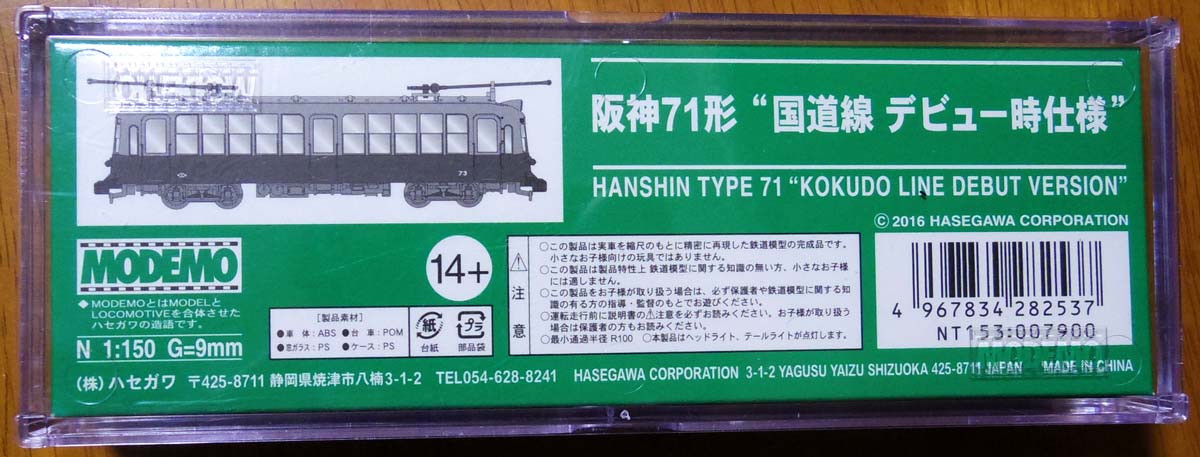 MODEMO
73
阪神71形 “国道線 デビュー時仕様”
HANSHIN TYPE 71 “KOKUDO LINE DEBUT VERSION”
© 2016 HASEGAWA CORPORATION
MODEMO
◆ MODEMOとはMODELと
LOCOMOTIVEを合体させた
ハセガワの造語です。
N 1:150 G=9mm
14+
[製品素材]
●車 体：ABS ●台 車：POM
●窓ガラス：PS ●ケース：PS
紙
台紙
プラ
部品袋
注意
○この製品は実車を縮尺のもとに精密に再現した鉄道模型の完成品です。
小さなお子様向けの玩具ではありません。
○この製品は製品特性上 鉄道模型に関する知識の無い方、小さなお子様
には適しません。
○この製品をお子様が取り扱う場合は、必ず保護者や鉄道模型に関する知
識の有る方の指導・監督のもとでお遊びください。
○運転走行前に説明書の⚠注意を必ずお読みください。お子様が取り扱う
場合は保護者の方もお読みください。
○最小通過半径 R100 ○本製品はヘッドライト、テールライトが点灯します。
4 967834 282537
NT153:007900
MODEMO
(株) ハセガワ 〒425-8711 静岡県焼津市八楠3-1-2 TEL054-628-8241 HASEGAWA CORPORATION 3-1-2 YAGUSU YAIZU SHIZUOKA 425-8711 JAPAN MADE IN CHINA